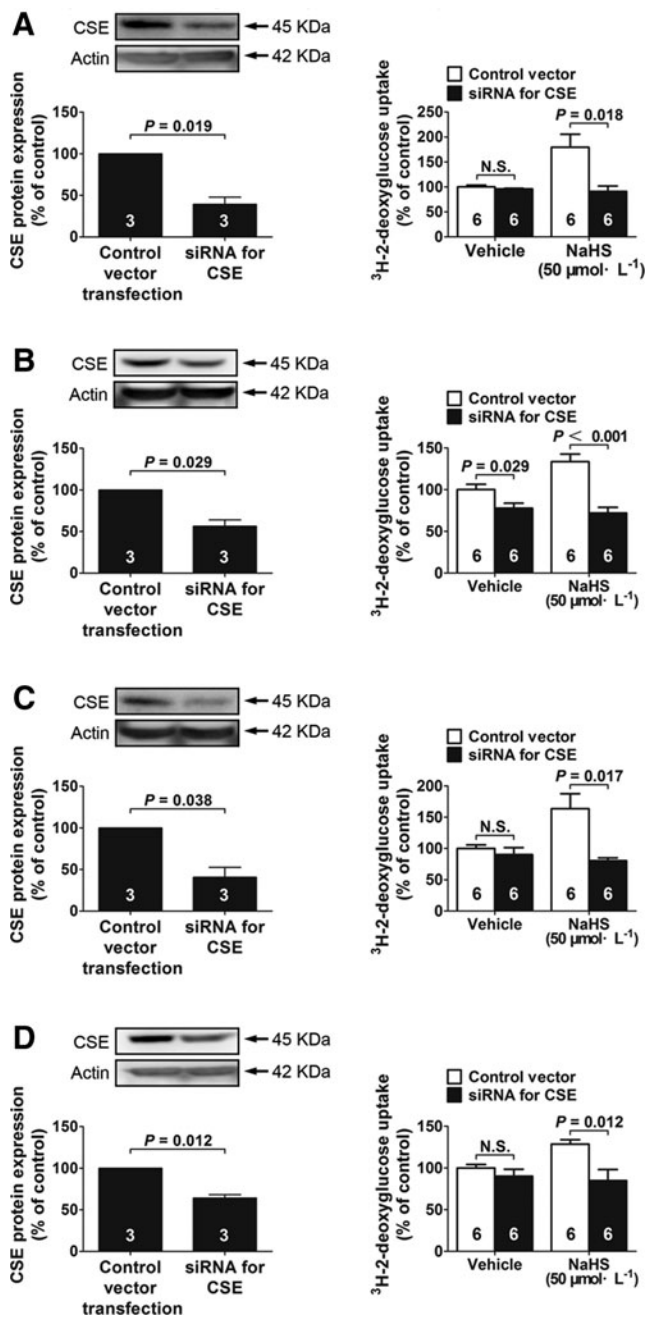 A
CSE
45 KDa
Actin
42 KDa
CSE protein expression
(% of control)
150
100
50
0
P = 0.019
3
3
Control
vector
transfection
siRNA for
CSE
Control vector
siRNA for CSE
³H-2-deoxyglucose uptake
(% of control)
250
200
150
100
50
0
N.S.
P = 0.018
6
6
6
6
Vehicle
NaHS
(50 µmol· L⁻¹)
B
CSE
45 KDa
Actin
42 KDa
CSE protein expression
(% of control)
150
100
50
0
P = 0.029
3
3
Control
vector
transfection
siRNA for
CSE
Control vector
siRNA for CSE
³H-2-deoxyglucose uptake
(% of control)
150
100
50
0
P = 0.029
P < 0.001
6
6
6
6
Vehicle
NaHS
(50 µmol· L⁻¹)
C
CSE
45 KDa
Actin
42 KDa
CSE protein expression
(% of control)
150
100
50
0
P = 0.038
3
3
Control
vector
transfection
siRNA for
CSE
Control vector
siRNA for CSE
³H-2-deoxyglucose uptake
(% of control)
200
150
100
50
0
N.S.
P = 0.017
6
6
6
6
Vehicle
NaHS
(50 µmol· L⁻¹)
D
CSE
45 KDa
Actin
42 KDa
CSE protein expression
(% of control)
150
100
50
0
P = 0.012
3
3
Control
vector
transfection
siRNA for
CSE
Control vector
siRNA for CSE
³H-2-deoxyglucose uptake
(% of control)
200
150
100
50
0
N.S.
P = 0.012
6
6
6
6
Vehicle
NaHS
(50 µmol· L⁻¹)